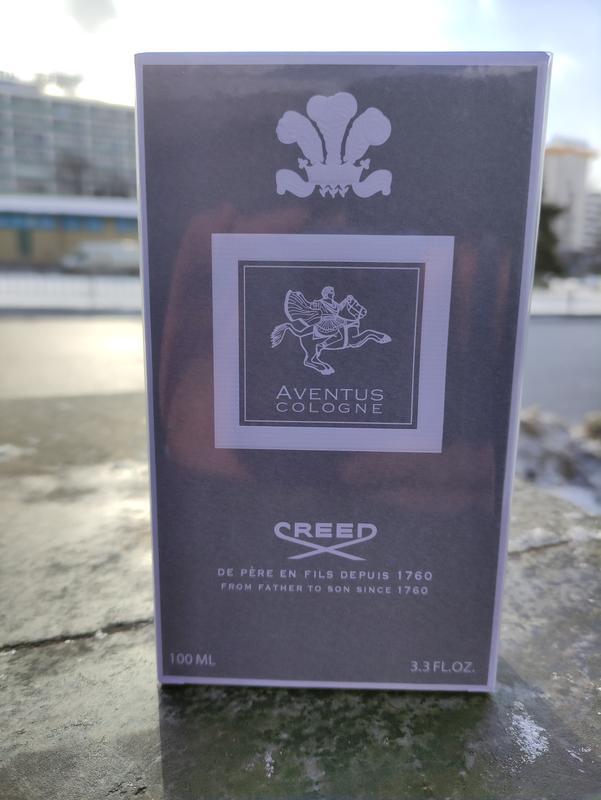 AVENTUS
COLOGNE
CREED
DE PÈRE EN FILS DEPUIS 1760
FROM FATHER TO SON SINCE 1760
100 ML
3.3 FL.OZ.